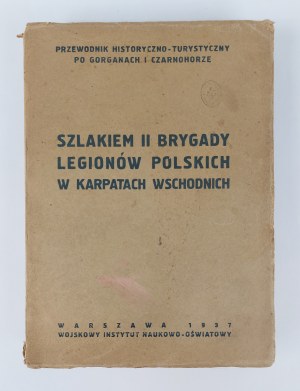 PRZEWODNIK HISTORYCZNO-TURYSTYCZNY
PO GORGANACH I CZARNOHORZE
SZLAKIEM II BRYGADY
LEGIONÓW POLSKICH
W KARPATACH WSCHODNICH
WARSZAWA 1937
WOJSKOWY INSTYTUT NAUKOWO-OŚWIATOWY